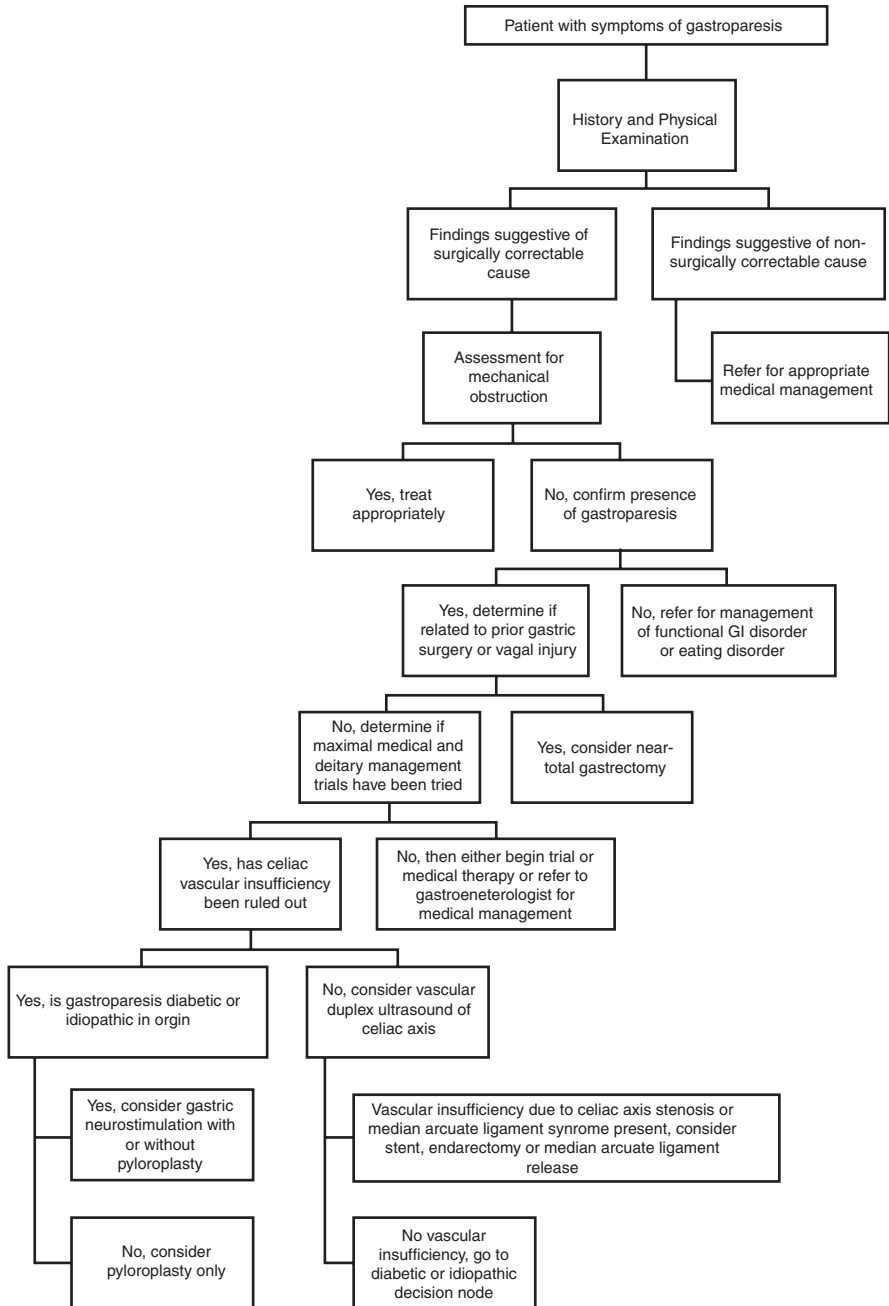 Patient with symptoms of gastroparesis
History and Physical
Examination
Findings suggestive of
surgically correctable
cause
Findings suggestive of non-
surgically correctable cause
Assessment for
mechanical
obstruction
Refer for appropriate
medical management
Yes, treat
appropriately
No, confirm presence
of gastroparesis
Yes, determine if
related to prior gastric
surgery or vagal injury
No, refer for management
of functional GI disorder
or eating disorder
No, determine if
maximal medical and
deitary management
trials have been tried
Yes, consider near-
total gastrectomy
Yes, has celiac
vascular insufficiency
been ruled out
No, then either begin trial or
medical therapy or refer to
gastroeneterologist for
medical management
Yes, is gastroparesis diabetic or
idiopathic in orgin
No, consider vascular
duplex ultrasound of
celiac axis
Yes, consider gastric
neurostimulation with
or without
pyloroplasty
Vascular insufficiency due to celiac axis stenosis or
median arcuate ligament synrome present, consider
stent, endarectomy or median arcuate ligament
release
No, consider
pyloroplasty only
No vascular
insufficiency, go to
diabetic or idiopathic
decision node